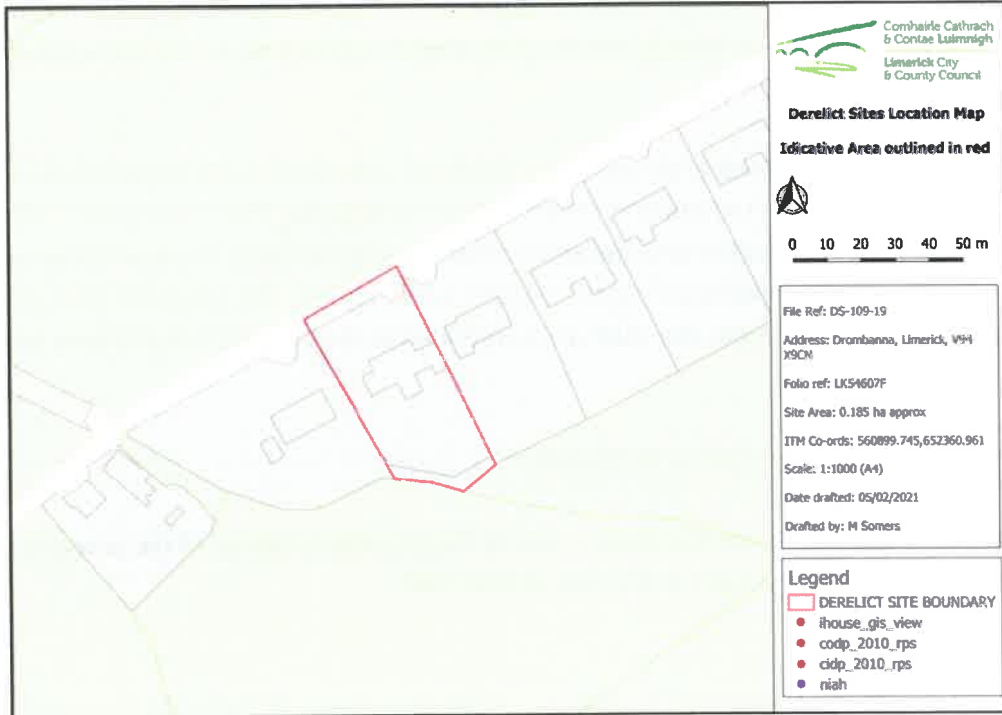 Comhairle Cathrach
& Contae Luimnigh
Limerick City
& County Council
Derelict Sites Location Map
Idicative Area outlined in red
0 10 20 30 40 50 m
File Ref: DS-109-19
Address: Drombanna, Limerick, V94
X9CN
Folio ref: LK54607F
Site Area: 0.185 ha approx
ITM Co-ords: 560899.745,652360.961
Scale: 1:1000 (A4)
Date drafted: 05/02/2021
Drafted by: M Somers
Legend
DERELICT SITE BOUNDARY
ihouse_gis_view
codp_2010_rps
cidp_2010_rps
niah